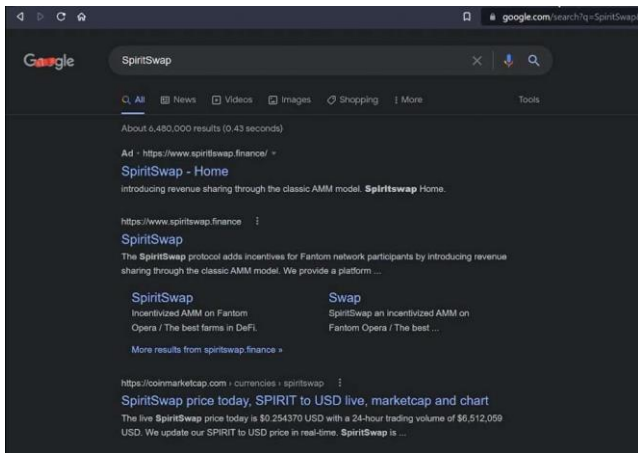 google.com/search?q=SpiritSwap
Google
SpiritSwap
All News Videos Images Shopping More Tools
About 6,480,000 results (0.43 seconds)
Ad · https://www.spiritlswap.finance/
SpiritSwap - Home
introducing revenue sharing through the classic AMM model. Spiritswap Home.
https://www.spiritswap.finance
SpiritSwap
The SpiritSwap protocol adds incentives for Fantom network participants by introducing revenue
sharing through the classic AMM model. We provide a platform ...
SpiritSwap
Incentivized AMM on Fantom
Opera / The best farms in DeFi.
Swap
SpiritSwap an incentivized AMM on
Fantom Opera / The best ...
More results from spiritswap.finance »
https://coinmarketcap.com › currencies › spiritswap
SpiritSwap price today, SPIRIT to USD live, marketcap and chart
The live SpiritSwap price today is $0.254370 USD with a 24-hour trading volume of $6,512,059
USD. We update our SPIRIT to USD price in real-time. SpiritSwap is ...